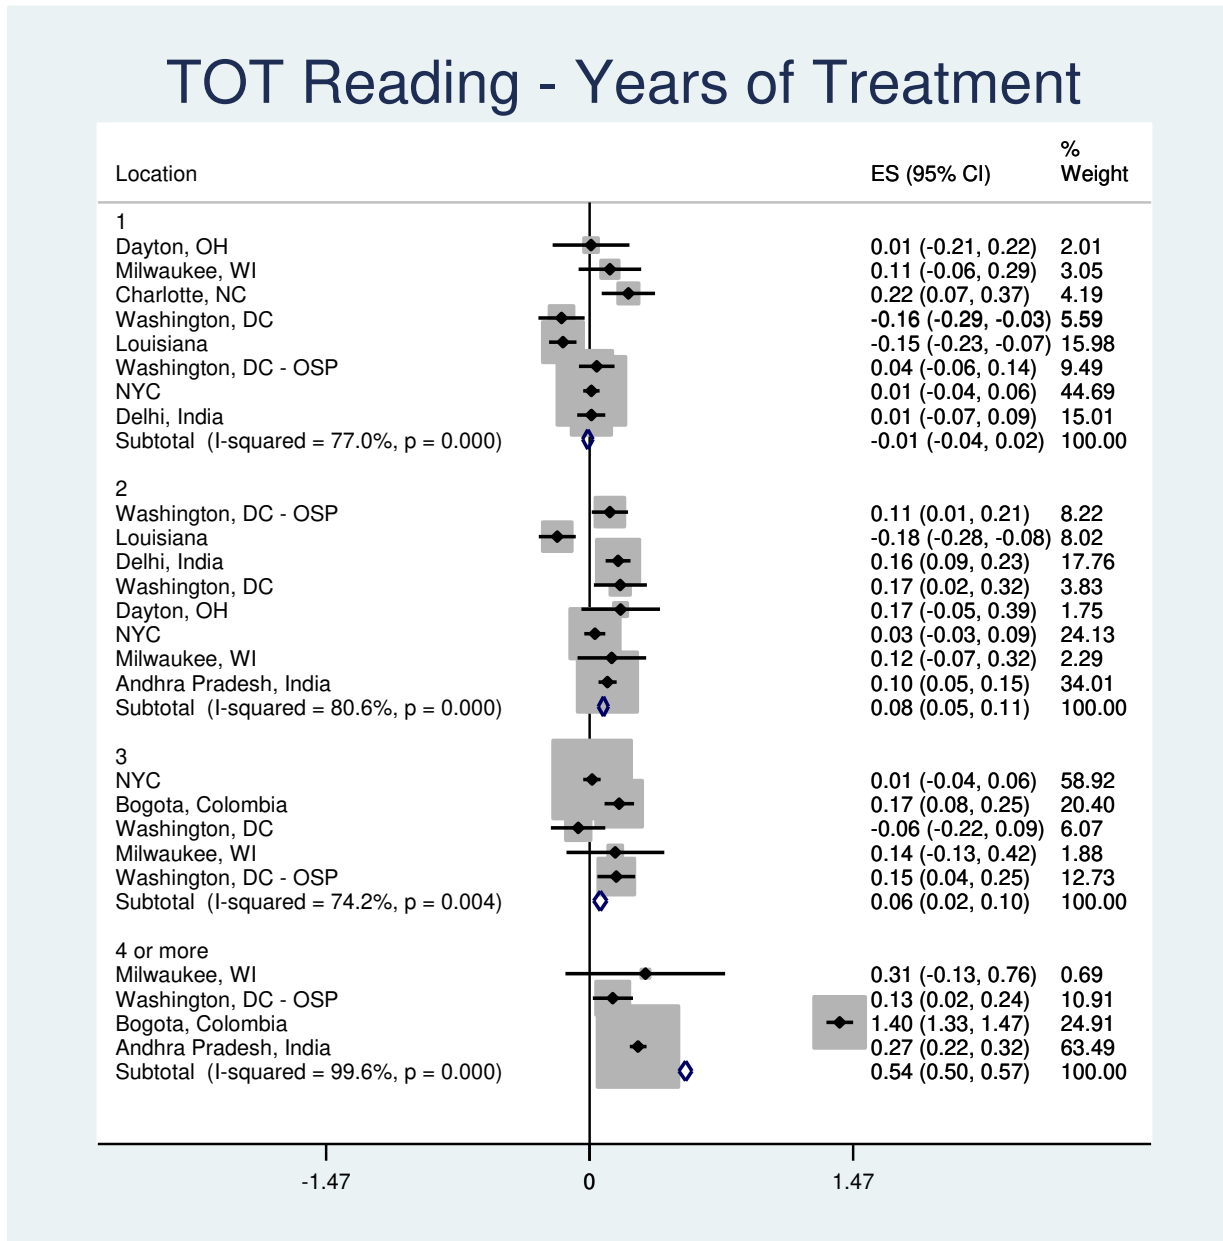 TOT Reading - Years of Treatment
%
Location ES (95% CI) Weight
1
Dayton, OH 0.01 (-0.21, 0.22) 2.01
Milwaukee, WI 0.11 (-0.06, 0.29) 3.05
Charlotte, NC 0.22 (0.07, 0.37) 4.19
Washington, DC -0.16 (-0.29, -0.03) 5.59
Louisiana -0.15 (-0.23, -0.07) 15.98
Washington, DC - OSP 0.04 (-0.06, 0.14) 9.49
NYC 0.01 (-0.04, 0.06) 44.69
Delhi, India 0.01 (-0.07, 0.09) 15.01
Subtotal (I-squared = 77.0%, p = 0.000) -0.01 (-0.04, 0.02) 100.00
2
Washington, DC - OSP 0.11 (0.01, 0.21) 8.22
Louisiana -0.18 (-0.28, -0.08) 8.02
Delhi, India 0.16 (0.09, 0.23) 17.76
Washington, DC 0.17 (0.02, 0.32) 3.83
Dayton, OH 0.17 (-0.05, 0.39) 1.75
NYC 0.03 (-0.03, 0.09) 24.13
Milwaukee, WI 0.12 (-0.07, 0.32) 2.29
Andhra Pradesh, India 0.10 (0.05, 0.15) 34.01
Subtotal (I-squared = 80.6%, p = 0.000) 0.08 (0.05, 0.11) 100.00
3
NYC 0.01 (-0.04, 0.06) 58.92
Bogota, Colombia 0.17 (0.08, 0.25) 20.40
Washington, DC -0.06 (-0.22, 0.09) 6.07
Milwaukee, WI 0.14 (-0.13, 0.42) 1.88
Washington, DC - OSP 0.15 (0.04, 0.25) 12.73
Subtotal (I-squared = 74.2%, p = 0.004) 0.06 (0.02, 0.10) 100.00
4 or more
Milwaukee, WI 0.31 (-0.13, 0.76) 0.69
Washington, DC - OSP 0.13 (0.02, 0.24) 10.91
Bogota, Colombia 1.40 (1.33, 1.47) 24.91
Andhra Pradesh, India 0.27 (0.22, 0.32) 63.49
Subtotal (I-squared = 99.6%, p = 0.000) 0.54 (0.50, 0.57) 100.00
-1.47 0 1.47